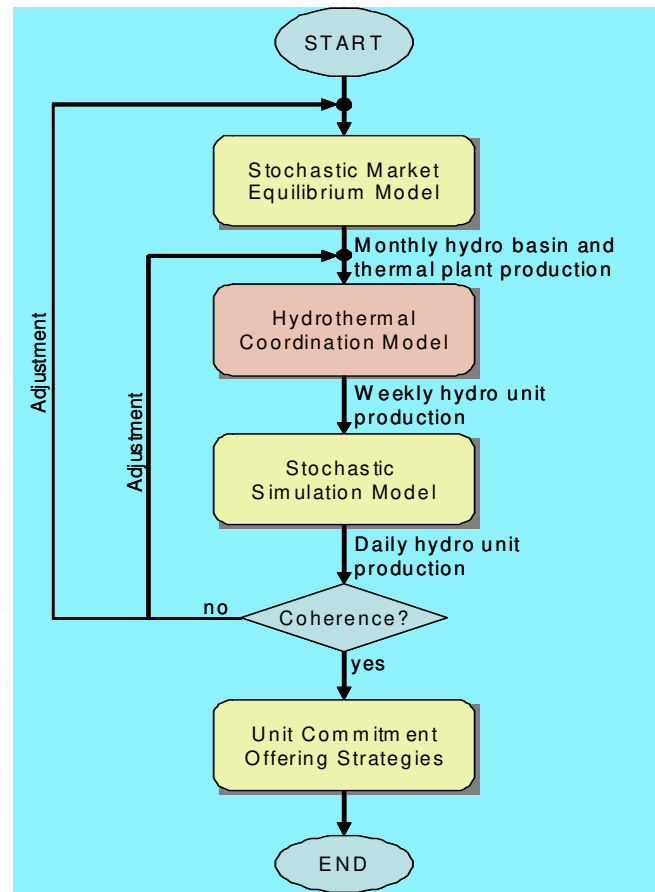 START
Stochastic Market
Equilibrium Model
Monthly hydro basin and
thermal plant production
Hydrothermal
Coordination Model
Weekly hydro unit
production
Stochastic
Simulation Model
Daily hydro unit
production
Adjustment
Adjustment
no
Coherence?
yes
Unit Commitment
Offering Strategies
END